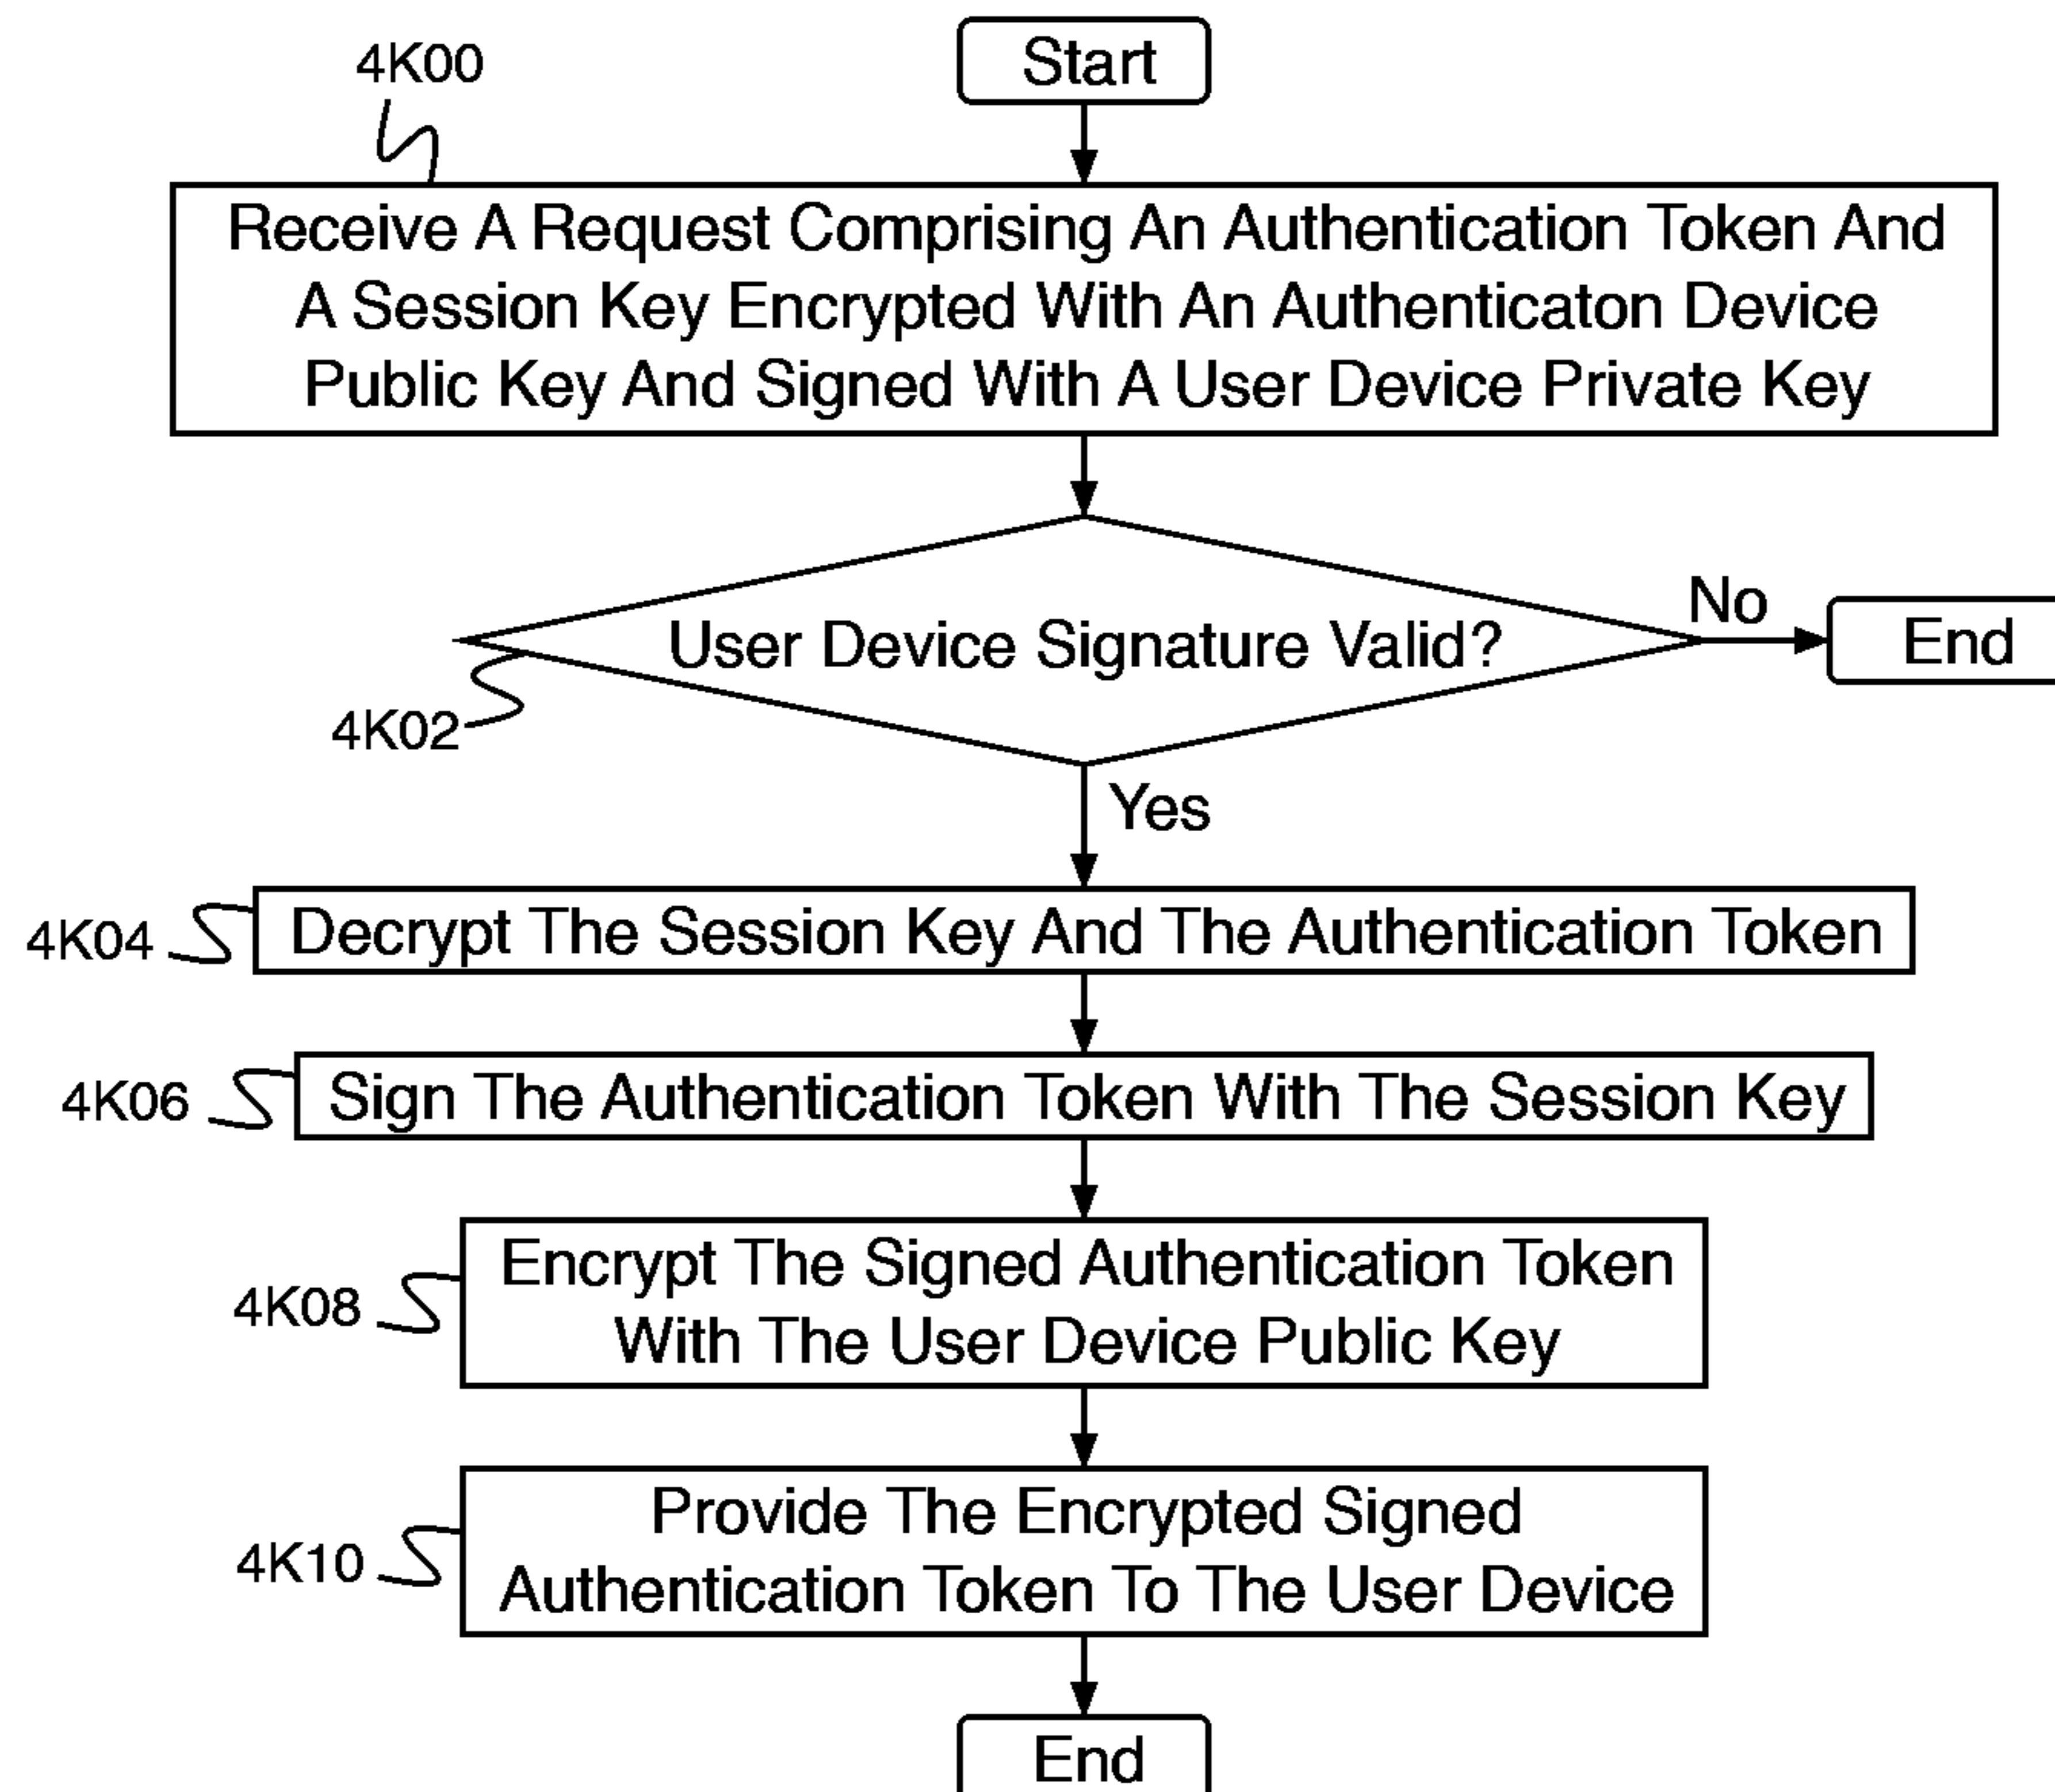 Start
4K00
Receive A Request Comprising An Authentication Token And
A Session Key Encrypted With An Authenticaton Device
Public Key And Signed With A User Device Private Key
User Device Signature Valid?
No
End
4K02
Yes
4K04
Decrypt The Session Key And The Authentication Token
4K06
Sign The Authentication Token With The Session Key
4K08
Encrypt The Signed Authentication Token
With The User Device Public Key
4K10
Provide The Encrypted Signed
Authentication Token To The User Device
End